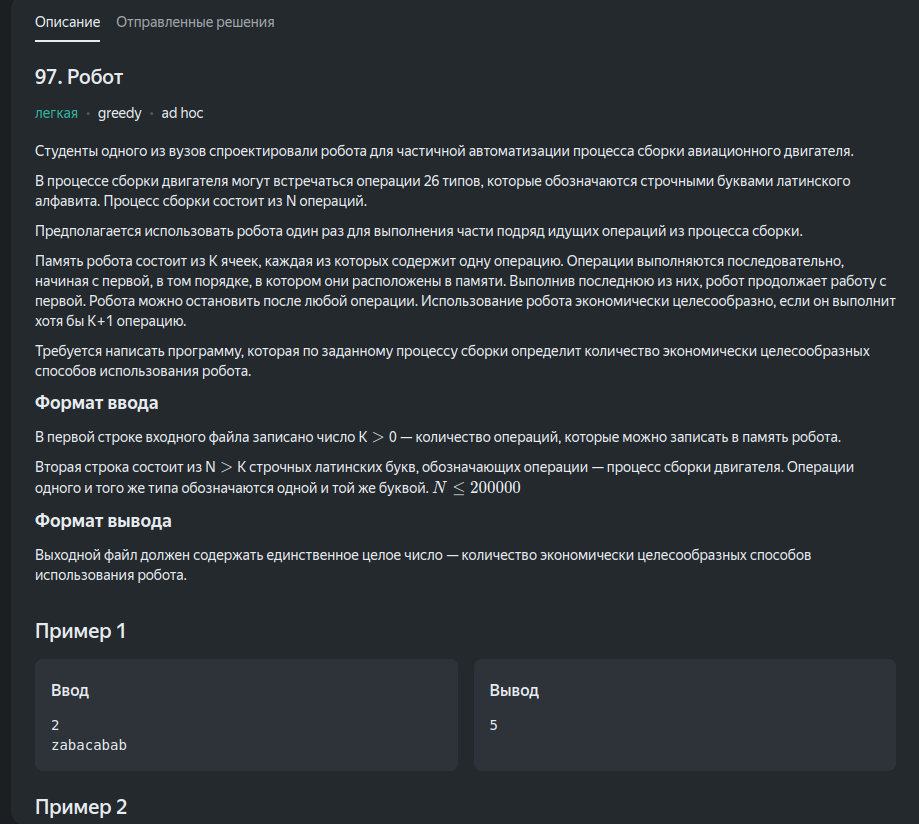 Описание Отправленные решения
97. Робот
легкая · greedy · ad hoc
Студенты одного из вузов спроектировали робота для частичной автоматизации процесса сборки авиационного двигателя.
В процессе сборки двигателя могут встречаться операции 26 типов, которые обозначаются строчными буквами латинского
алфавита. Процесс сборки состоит из N операций.
Предполагается использовать робота один раз для выполнения части подряд идущих операций из процесса сборки.
Память робота состоит из K ячеек, каждая из которых содержит одну операцию. Операции выполняются последовательно,
начиная с первой, в том порядке, в котором они расположены в памяти. Выполнив последнюю из них, робот продолжает работу с
первой. Робота можно остановить после любой операции. Использование робота экономически целесообразно, если он выполнит
хотя бы K+1 операцию.
Требуется написать программу, которая по заданному процессу сборки определит количество экономически целесообразных
способов использования робота.
Формат ввода
В первой строке входного файла записано число K > 0 — количество операций, которые можно записать в память робота.
Вторая строка состоит из N > K строчных латинских букв, обозначающих операции — процесс сборки двигателя. Операции
одного и того же типа обозначаются одной и той же буквой. N ≤ 200000
Формат вывода
Выходной файл должен содержать единственное целое число — количество экономически целесообразных способов
использования робота.
Пример 1
Ввод
2
zabacabab
Вывод
5
Пример 2